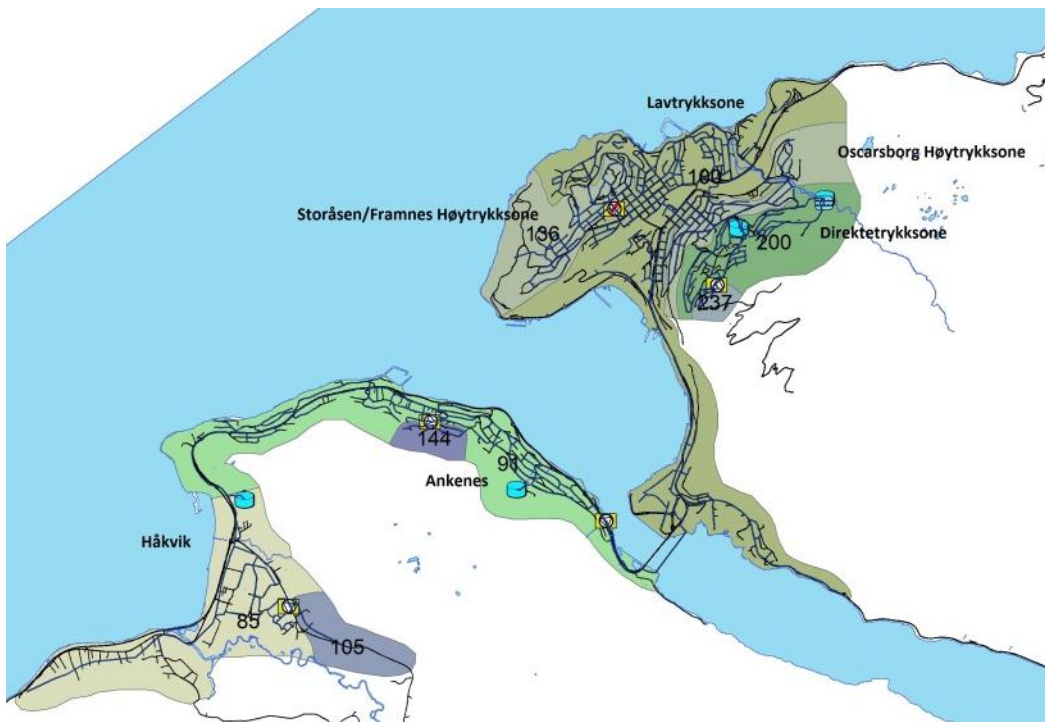 Lavtrykksone
Oscarsborg Høytrykksone
100
Storåsen/Framnes Høytrykksone
136
Direktetrykksone
200
237
144
91
Ankenes
Håkvik
85
105